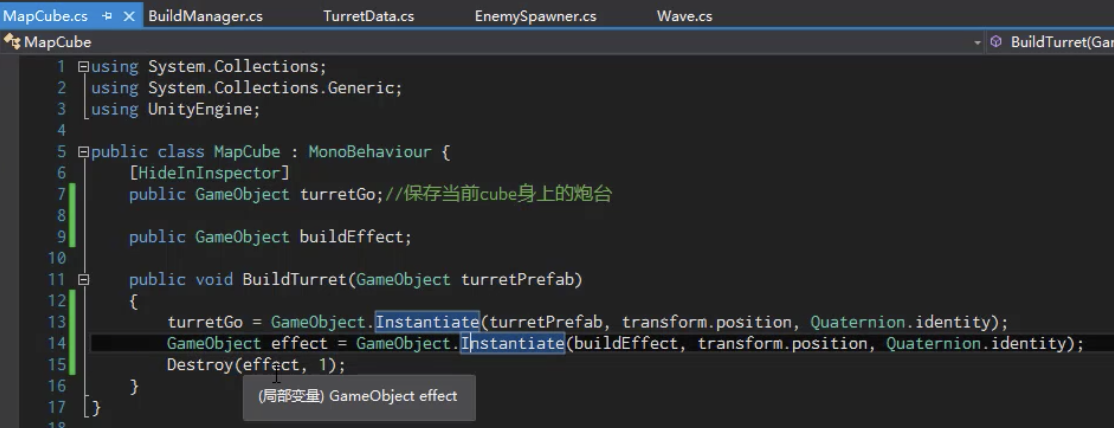 MapCube.cs BuildManager.cs TurretData.cs EnemySpawner.cs Wave.cs
MapCube BuildTurret(Gar
1 using System.Collections;
2 using System.Collections.Generic;
3 using UnityEngine;
4
5 public class MapCube : MonoBehaviour {
6 [HideInInspector]
7 public GameObject turretGo;//保存当前cube身上的炮台
8
9 public GameObject buildEffect;
10
11 public void BuildTurret(GameObject turretPrefab)
12 {
13 turretGo = GameObject.Instantiate(turretPrefab, transform.position, Quaternion.identity);
14 GameObject effect = GameObject.Instantiate(buildEffect, transform.position, Quaternion.identity);
15 Destroy(effect, 1);
16 }
(局部变量) GameObject effect
17 }
18